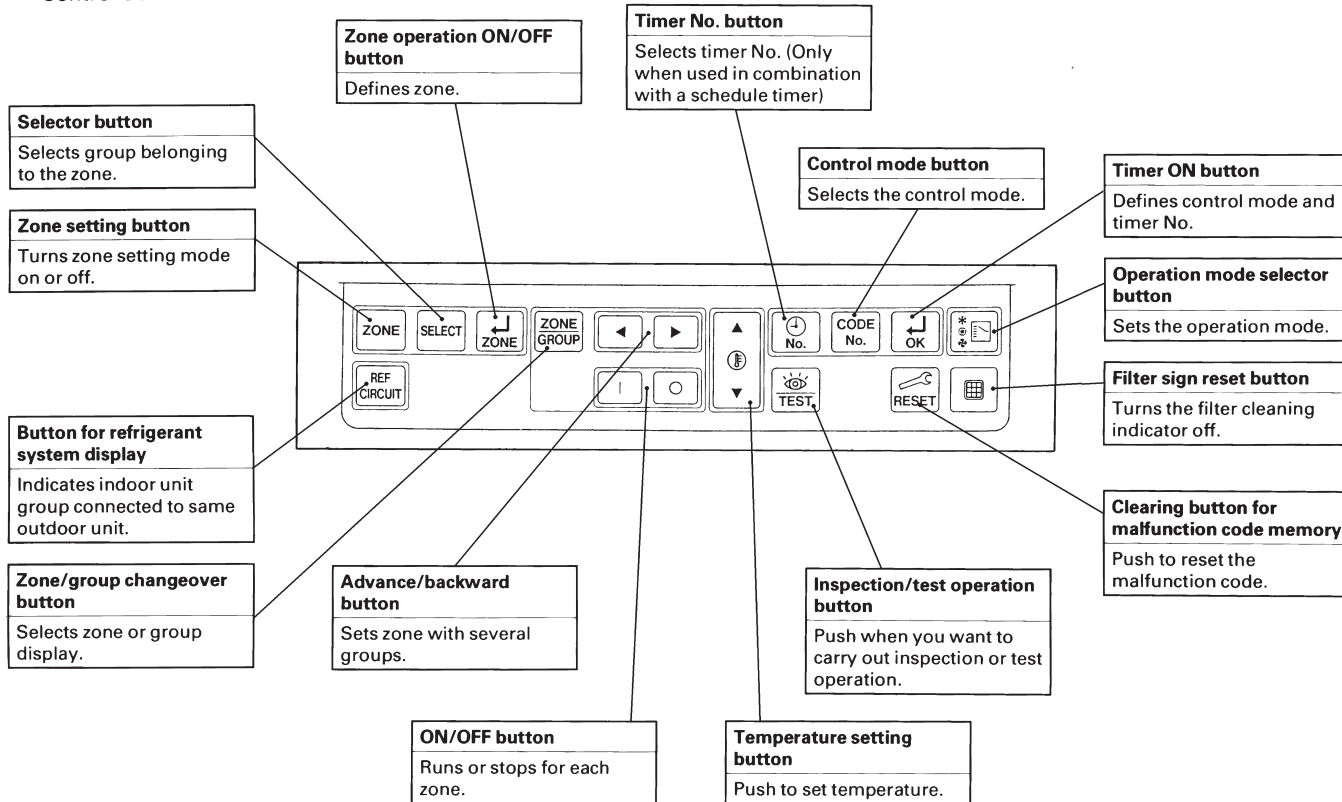 Zone operation ON/OFF
button
Defines zone.
Timer No. button
Selects timer No. (Only
when used in combination
with a schedule timer)
Selector button
Selects group belonging
to the zone.
Control mode button
Selects the control mode.
Timer ON button
Defines control mode and
timer No.
Zone setting button
Turns zone setting mode
on or off.
Operation mode selector
button
Sets the operation mode.
ZONE
SELECT
ZONE
ZONE
GROUP
No.
CODE
No.
OK
REF
CIRCUIT
TEST
RESET
Filter sign reset button
Turns the filter cleaning
indicator off.
Button for refrigerant
system display
Indicates indoor unit
group connected to same
outdoor unit.
Clearing button for
malfunction code memory
Push to reset the
malfunction code.
Zone/group changeover
button
Selects zone or group
display.
Advance/backward
button
Sets zone with several
groups.
Inspection/test operation
button
Push when you want to
carry out inspection or test
operation.
ON/OFF button
Runs or stops for each
zone.
Temperature setting
button
Push to set temperature.